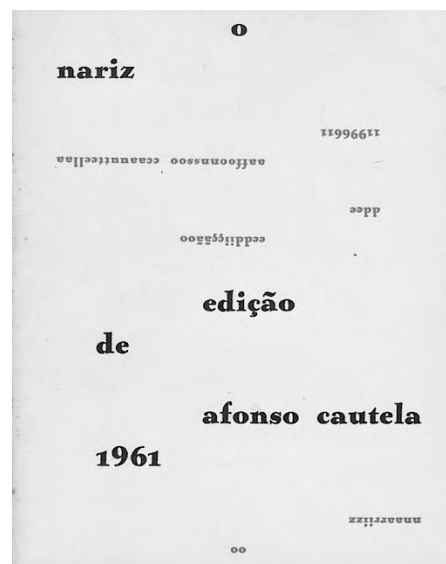 o
nariz
11996611
aaffoonnssoo ccaauutteellaa
ddee
eeddiiççããoo
edição
de
afonso cautela
1961
nnaarriizz
oo